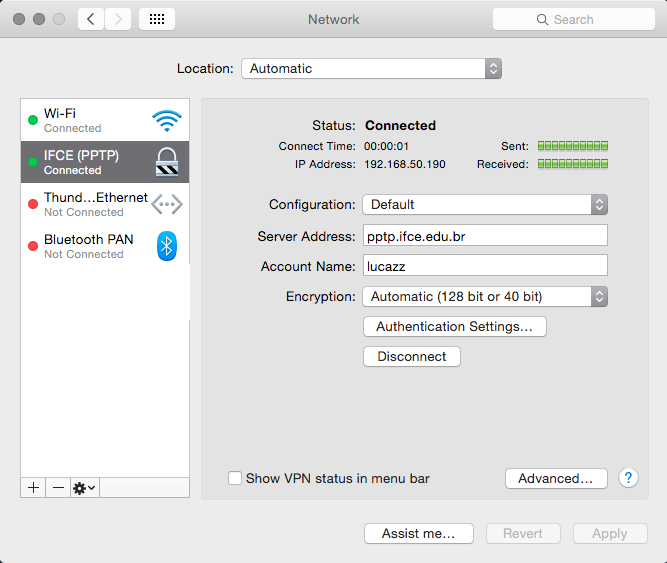 Network
Search
Location: Automatic
Wi-Fi
Connected
IFCE (PPTP)
Connected
Thund...Ethernet
Not Connected
Bluetooth PAN
Not Connected
Status: Connected
Connect Time: 00:00:01 Sent:
IP Address: 192.168.50.190 Received:
Configuration: Default
Server Address: pptp.ifce.edu.br
Account Name: lucazz
Encryption: Automatic (128 bit or 40 bit)
Authentication Settings...
Disconnect
Show VPN status in menu bar Advanced... ?
Assist me... Revert Apply